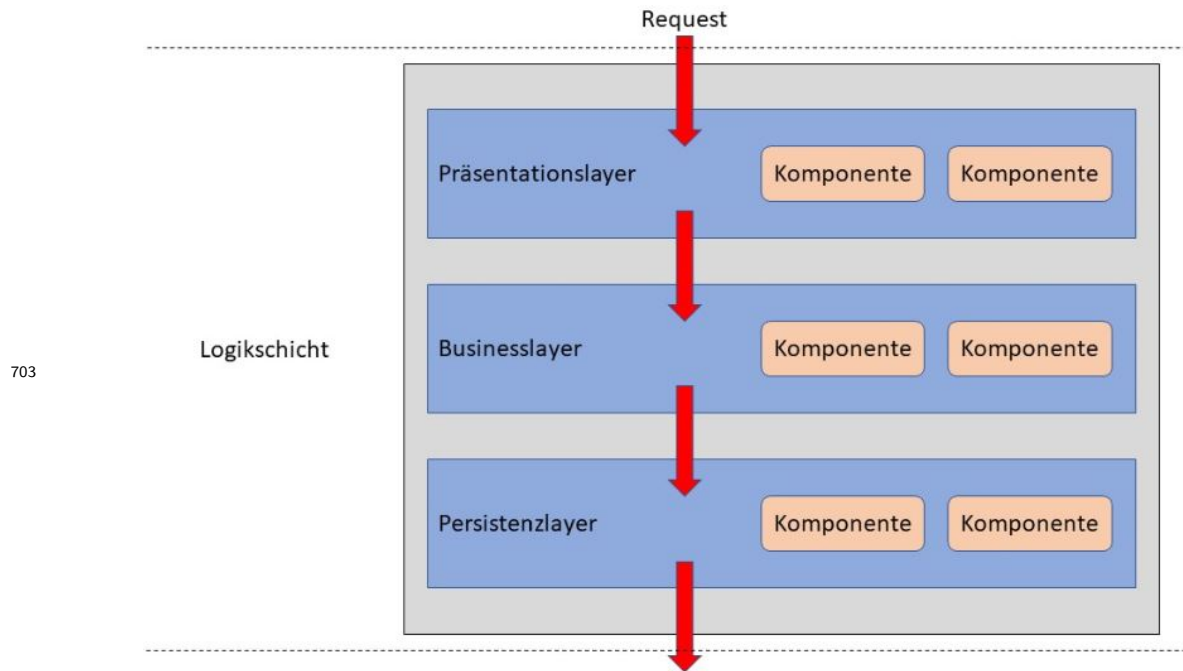 Request
Präsentationslayer Komponente Komponente
Logikschicht Businesslayer Komponente Komponente
703
Persistenzlayer Komponente Komponente